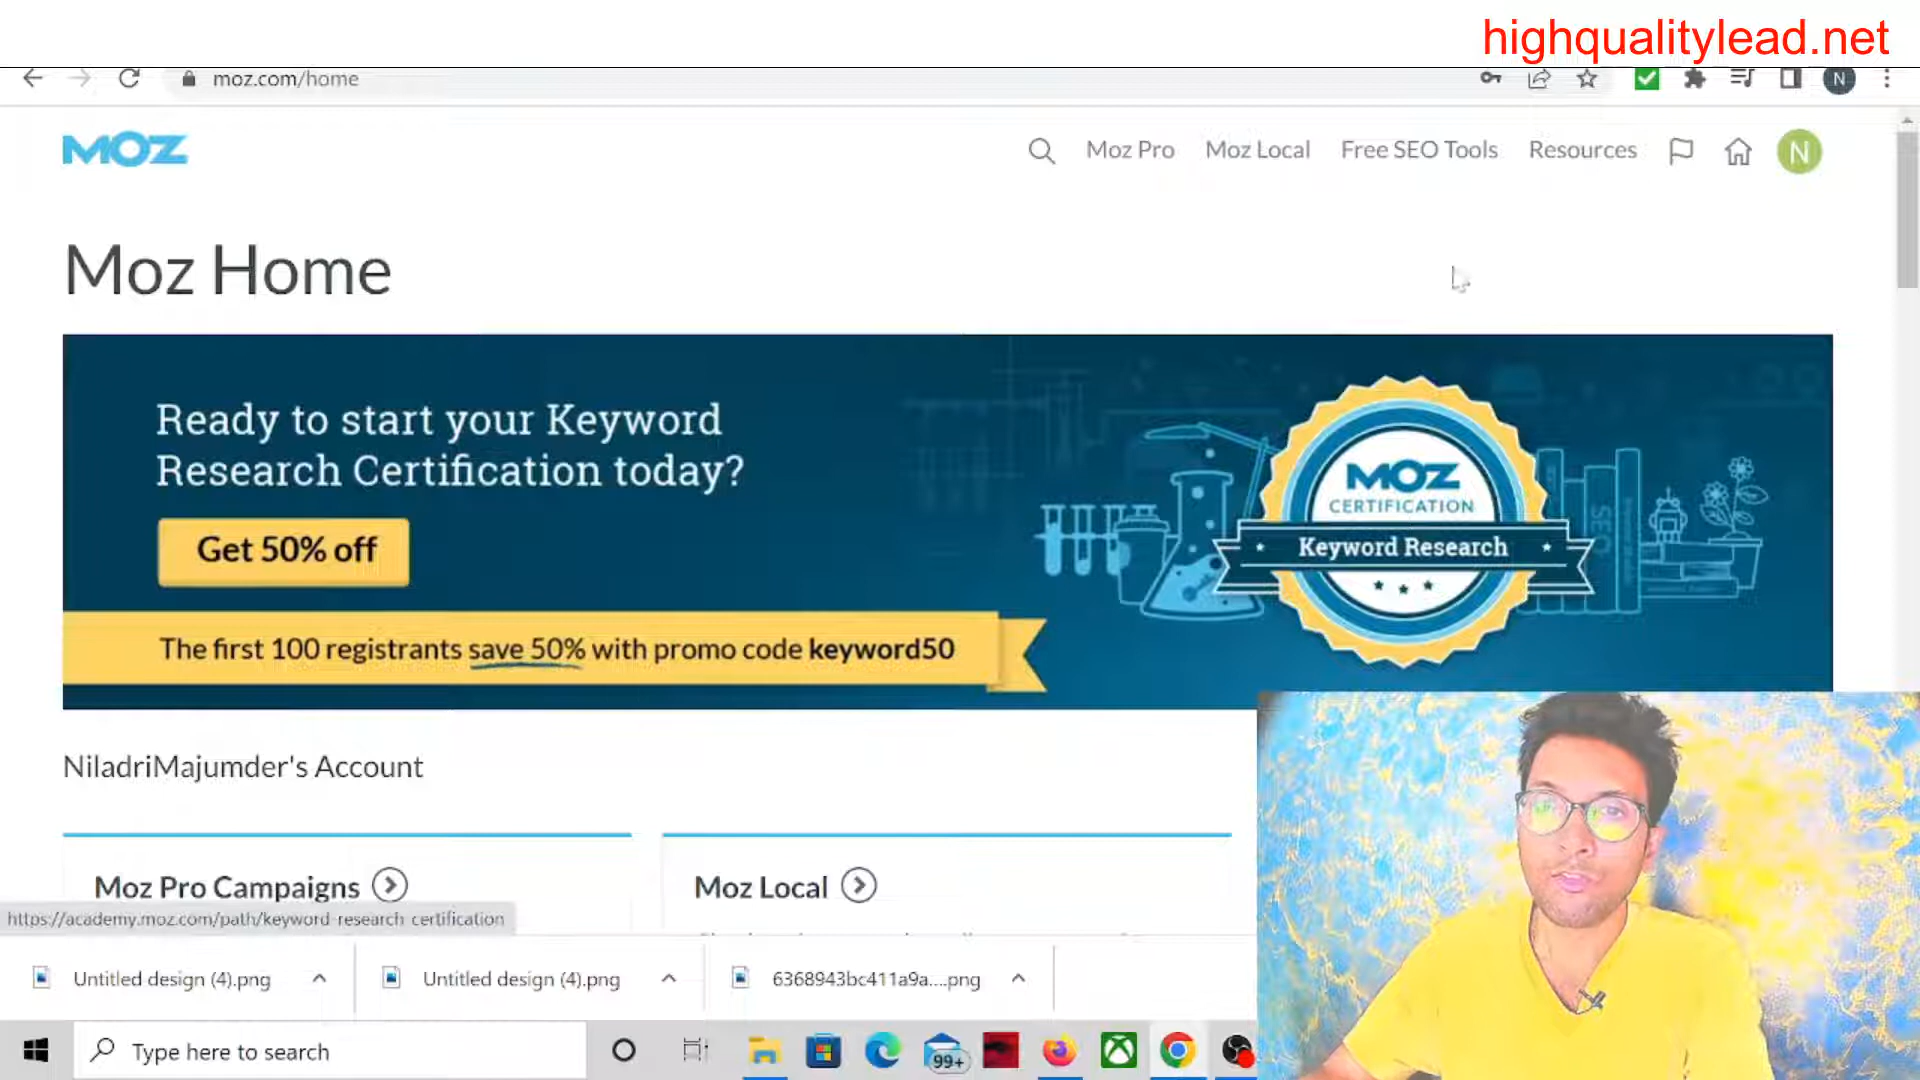 highqualitylead.net
moz.com/home
N
MOZ
Moz Pro
Moz Local
Free SEO Tools
Resources
N
Moz Home
Ready to start your Keyword
Research Certification today?
Get 50% off
The first 100 registrants save 50% with promo code keyword50
MOZ
CERTIFICATION
Keyword Research
SEO
NiladriMajumder's Account
Moz Pro Campaigns
Moz Local
https://academy.moz.com/path/keyword-research-certification
Untitled design (4).png
Untitled design (4).png
6368943bc411a9a....png
Type here to search
99+